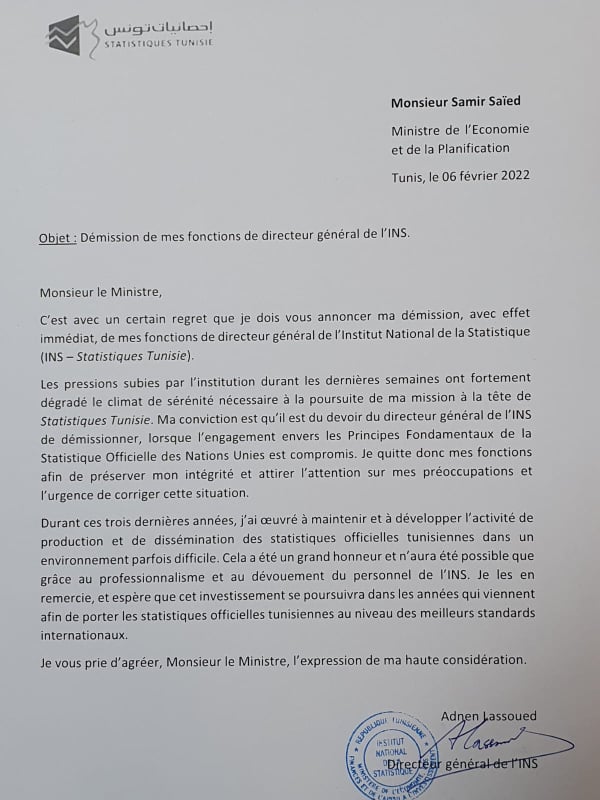 إحصائيات تونس
STATISTIQUES TUNISIE
Monsieur Samir Saïed
Ministre de l’Economie
et de la Planification
Tunis, le 06 février 2022
Objet : Démission de mes fonctions de directeur général de l’INS.
Monsieur le Ministre,
C’est avec un certain regret que je dois vous annoncer ma démission, avec effet
immédiat, de mes fonctions de directeur général de l’Institut National de la Statistique
(INS – Statistiques Tunisie).
Les pressions subies par l’institution durant les dernières semaines ont fortement
dégradé le climat de sérénité nécessaire à la poursuite de ma mission à la tête de
Statistiques Tunisie. Ma conviction est qu’il est du devoir du directeur général de l’INS
de démissionner, lorsque l’engagement envers les Principes Fondamentaux de la
Statistique Officielle des Nations Unies est compromis. Je quitte donc mes fonctions
afin de préserver mon intégrité et attirer l’attention sur mes préoccupations et
l’urgence de corriger cette situation.
Durant ces trois dernières années, j’ai œuvré à maintenir et à développer l’activité de
production et de dissémination des statistiques officielles tunisiennes dans un
environnement parfois difficile. Cela a été un grand honneur et n’aura été possible que
grâce au professionnalisme et au dévouement du personnel de l’INS. Je les en
remercie, et espère que cet investissement se poursuivra dans les années qui viennent
afin de porter les statistiques officielles tunisiennes au niveau des meilleurs standards
internationaux.
Je vous prie d’agréer, Monsieur le Ministre, l’expression de ma haute considération.
Adnen Lassoued
Directeur général de l’INS
REPUBLIQUE TUNISIENNE
INSTITUT
NATIONAL
STATISTIQUE